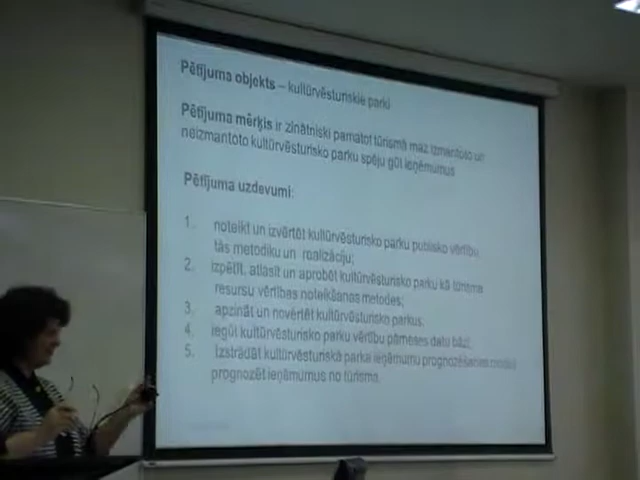 Pētījuma objekts – kultūrvēsturiskie parki
Pētījuma mērķis ir zinātniski pamatot tūrismā maz izmantoto un
neizmantoto kultūrvēsturisko parku spēju gūt ieņēmumus
Pētījuma uzdevumi:
1. noteikt un izvērtēt kultūrvēsturisko parku publisko vērtību,
tās metodiku un realizāciju;
2. izpētīt, atlasīt un aprobēt kultūrvēsturisko parku kā tūrisma
resursu vērtības noteikšanas metodes;
3. apzināt un novērtēt kultūrvēsturisko parkus;
4. iegūt kultūrvēsturisko parku vērtību pārneses datu bāzi;
5. Izstrādāt kultūrvēsturiskā parka ieņēmumu prognozēšanas modeli
prognozēt ieņēmumus no tūrisma.